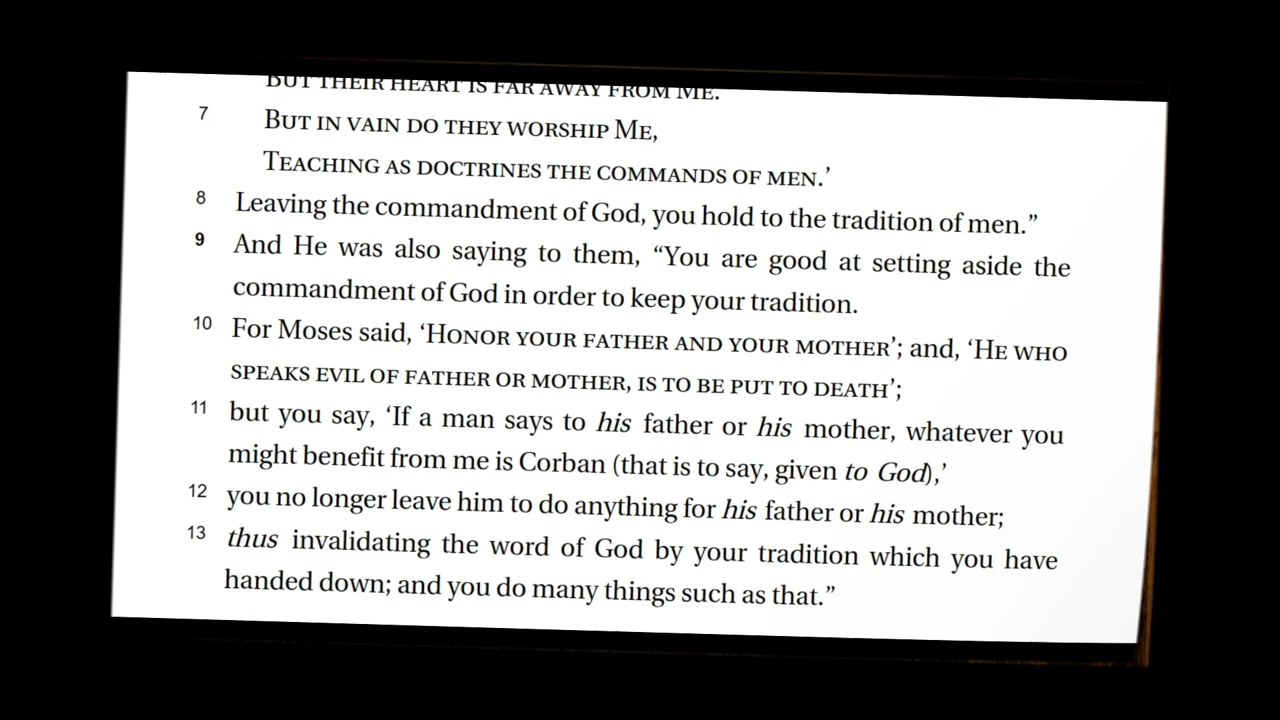 BUT THEIR HEART IS FAR AWAY FROM ME.
7 BUT IN VAIN DO THEY WORSHIP ME,
TEACHING AS DOCTRINES THE COMMANDS OF MEN.’
8 Leaving the commandment of God, you hold to the tradition of men.”
9 And He was also saying to them, “You are good at setting aside the
commandment of God in order to keep your tradition.
10 For Moses said, ‘HONOR YOUR FATHER AND YOUR MOTHER’; and, ‘HE WHO
SPEAKS EVIL OF FATHER OR MOTHER, IS TO BE PUT TO DEATH’;
11 but you say, ‘If a man says to his father or his mother, whatever you
might benefit from me is Corban (that is to say, given to God),’
12 you no longer leave him to do anything for his father or his mother;
13 thus invalidating the word of God by your tradition which you have
handed down; and you do many things such as that.”